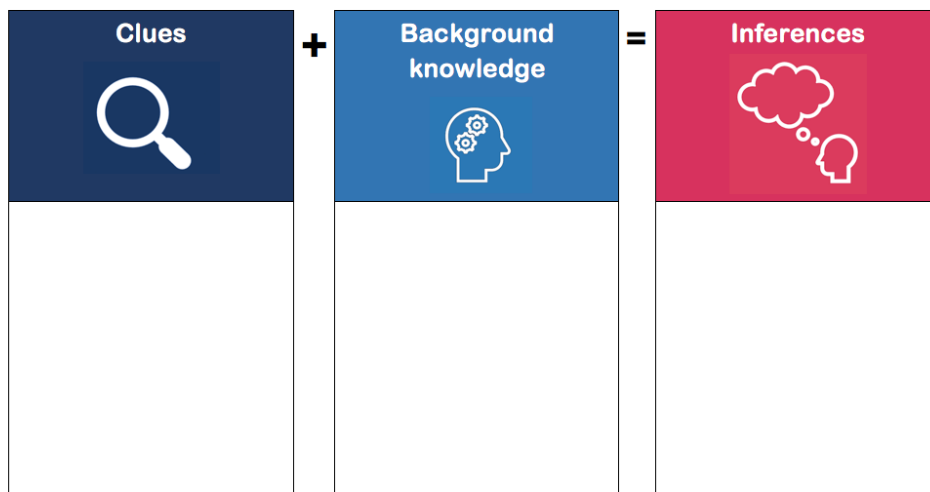 Clues
+
Background
knowledge
=
Inferences